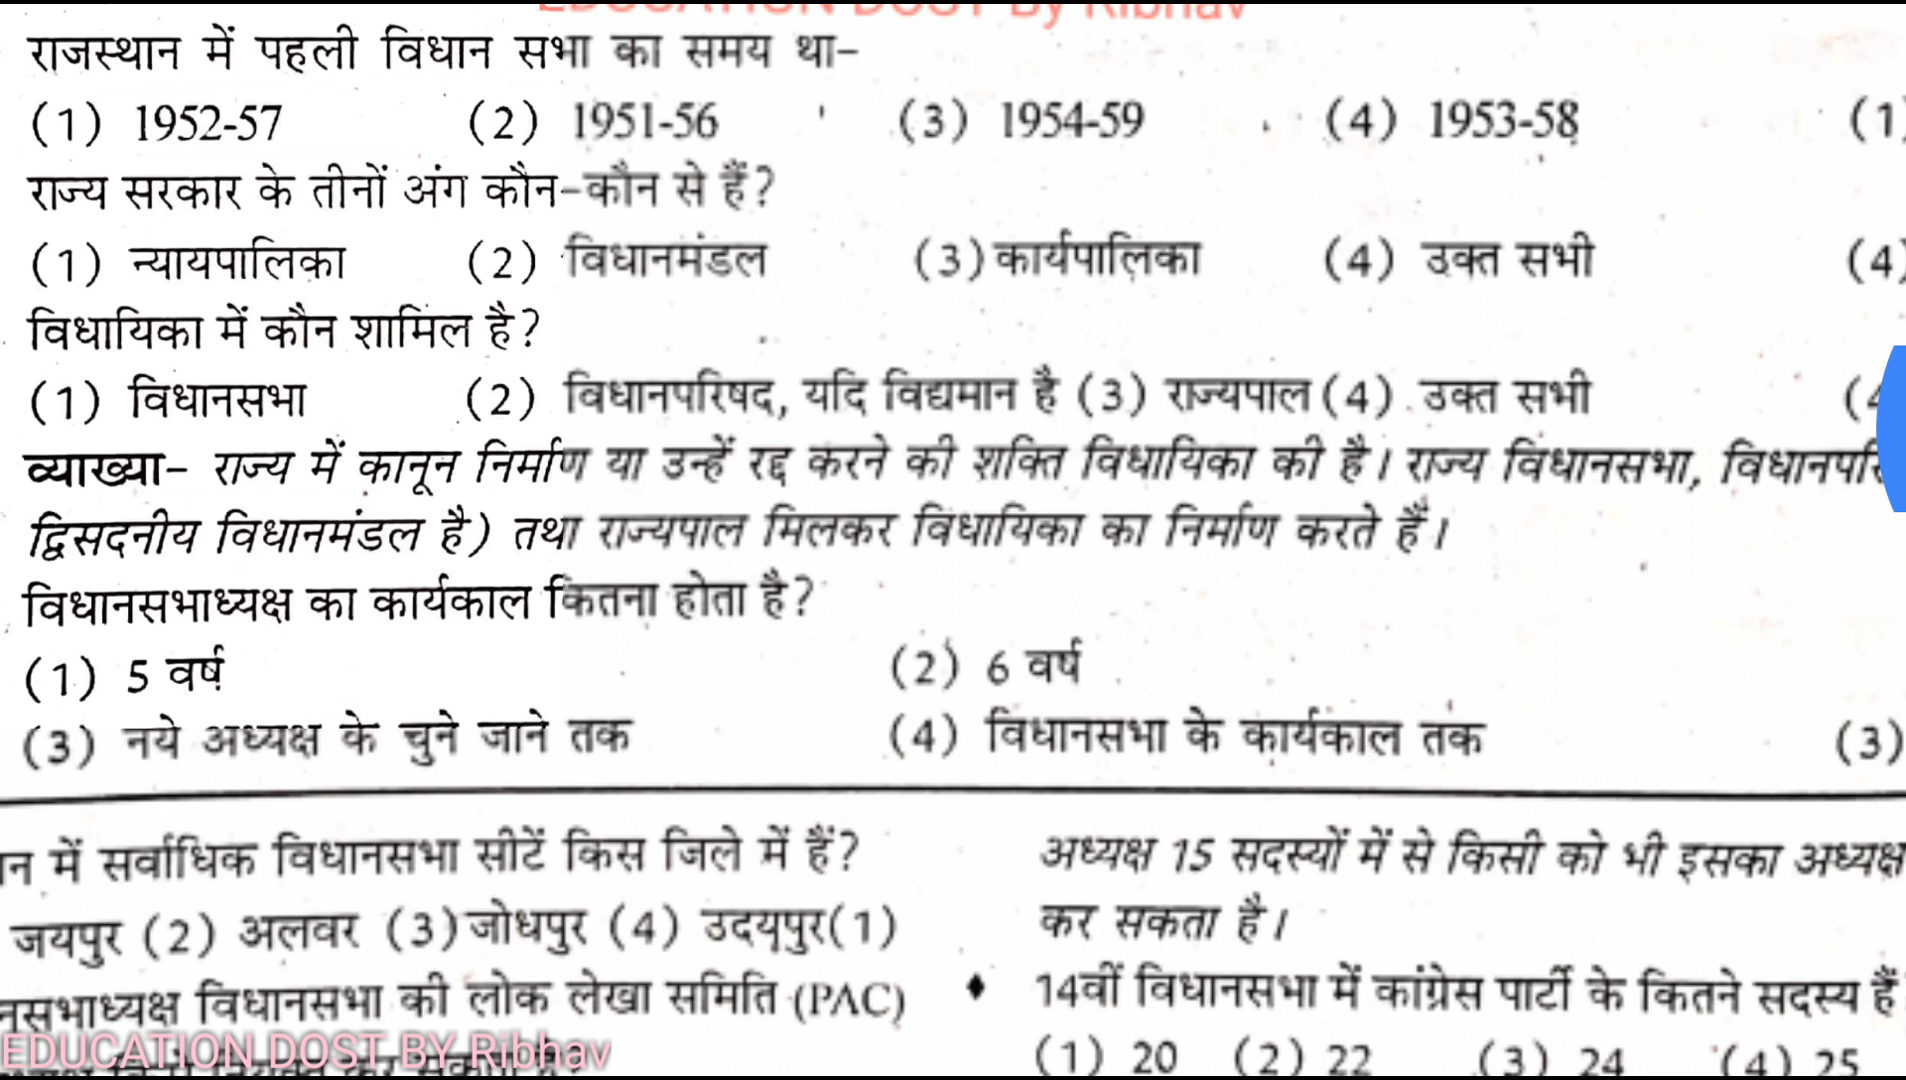 राजस्थान में पहली विधान सभा का समय था-
(1) 1952-57 (2) 1951-56 (3) 1954-59 (4) 1953-58 (1)
राज्य सरकार के तीनों अंग कौन-कौन से हैं?
(1) न्यायपालिका (2) विधानमंडल (3) कार्यपालिका (4) उक्त सभी (4)
विधायिका में कौन शामिल है?
(1) विधानसभा (2) विधानपरिषद, यदि विद्यमान है (3) राज्यपाल (4) उक्त सभी (4
व्याख्या- राज्य में कानून निर्माण या उन्हें रद्द करने की शक्ति विधायिका की है। राज्य विधानसभा,
द्विसदनीय विधानमंडल है) तथा राज्यपाल मिलकर विधायिका का निर्माण करते हैं।
विधानसभाध्यक्ष का कार्यकाल कितना होता है?
(1) 5 वर्ष (2) 6 वर्ष
(3) नये अध्यक्ष के चुने जाने तक (4) विधानसभा के कार्यकाल तक (3)
में सर्वाधिक विधानसभा सीटें किस जिले में हैं?
जयपुर (2) अलवर (3) जोधपुर (4) उदयपुर (1)
विधानसभा की लोक लेखा समिति (PAC)
EDUCATION DOST BY Ribhav
अध्यक्ष 15 सदस्यों में से किसी को भी इसका अध्यक्ष
कर सकता है।
♦ 14वीं विधानसभा में कांग्रेस पार्टी के कितने सदस्य हैं
(1) 20 (2) 22 (3) 24 (4) 25